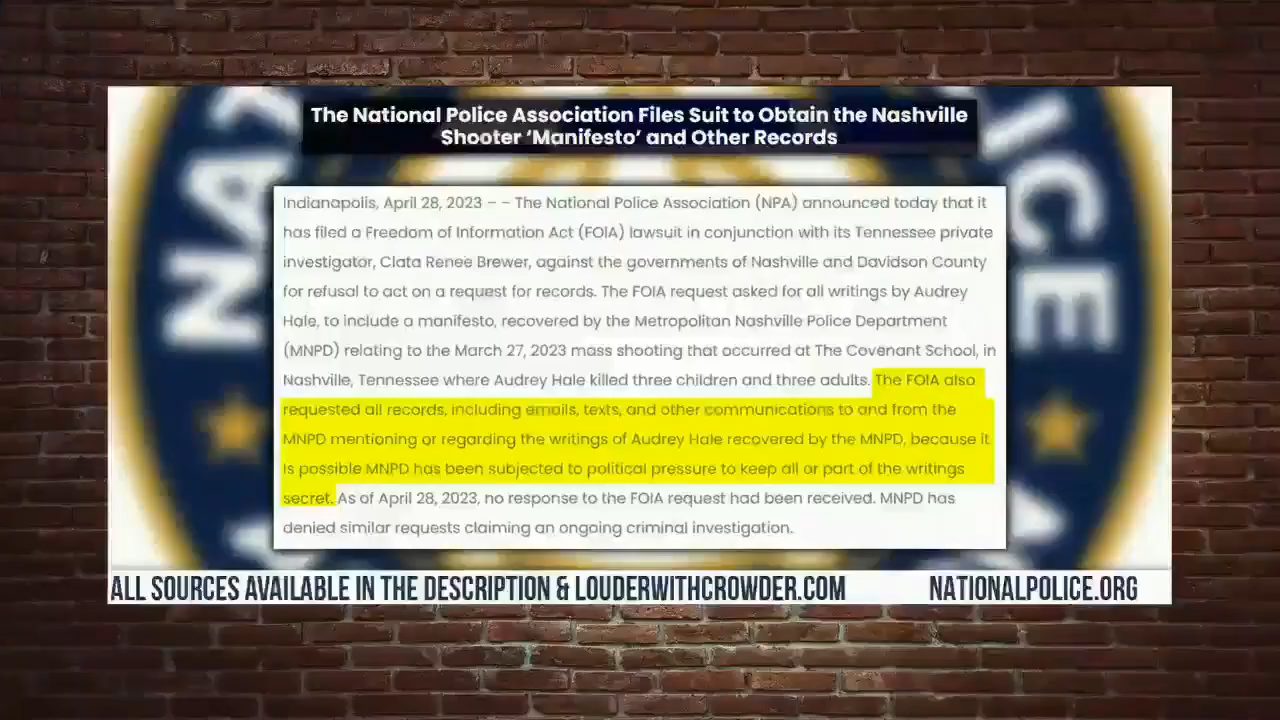 The National Police Association Files Suit to Obtain the Nashville
Shooter ‘Manifesto’ and Other Records
Indianapolis, April 28, 2023 – – The National Police Association (NPA) announced today that it
has filed a Freedom of Information Act (FOIA) lawsuit in conjunction with its Tennessee private
investigator, Clata Renee Brewer, against the governments of Nashville and Davidson County
for refusal to act on a request for records. The FOIA request asked for all writings by Audrey
Hale, to include a manifesto, recovered by the Metropolitan Nashville Police Department
(MNPD) relating to the March 27, 2023 mass shooting that occurred at The Covenant School, in
Nashville, Tennessee where Audrey Hale killed three children and three adults. The FOIA also
requested all records, including emails, texts, and other communications to and from the
MNPD mentioning or regarding the writings of Audrey Hale recovered by the MNPD, because it
is possible MNPD has been subjected to political pressure to keep all or part of the writings
secret. As of April 28, 2023, no response to the FOIA request had been received. MNPD has
denied similar requests claiming an ongoing criminal investigation.
ALL SOURCES AVAILABLE IN THE DESCRIPTION & LOUDERWITHCROWDER.COM
NATIONALPOLICE.ORG